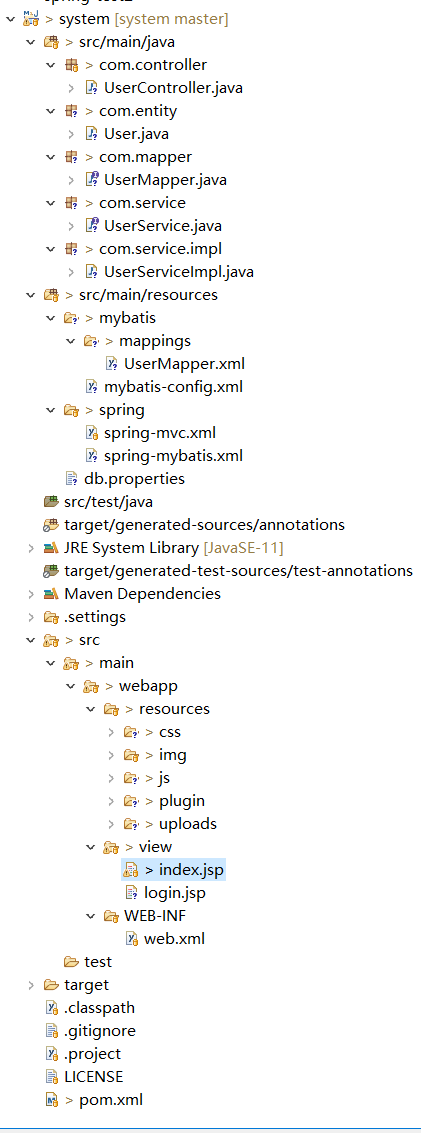 > system [system master]
> src/main/java
> com.controller
UserController.java
> com.entity
User.java
> com.mapper
UserMapper.java
> com.service
UserService.java
> com.service.impl
UserServiceImpl.java
> src/main/resources
> mybatis
> mappings
UserMapper.xml
mybatis-config.xml
> spring
spring-mvc.xml
spring-mybatis.xml
db.properties
src/test/java
target/generated-sources/annotations
JRE System Library [JavaSE-11]
target/generated-test-sources/test-annotations
Maven Dependencies
.settings
> src
> main
> webapp
> resources
> css
> img
> js
> plugin
> uploads
> view
> index.jsp
login.jsp
WEB-INF
web.xml
test
target
.classpath
.gitignore
.project
LICENSE
> pom.xml